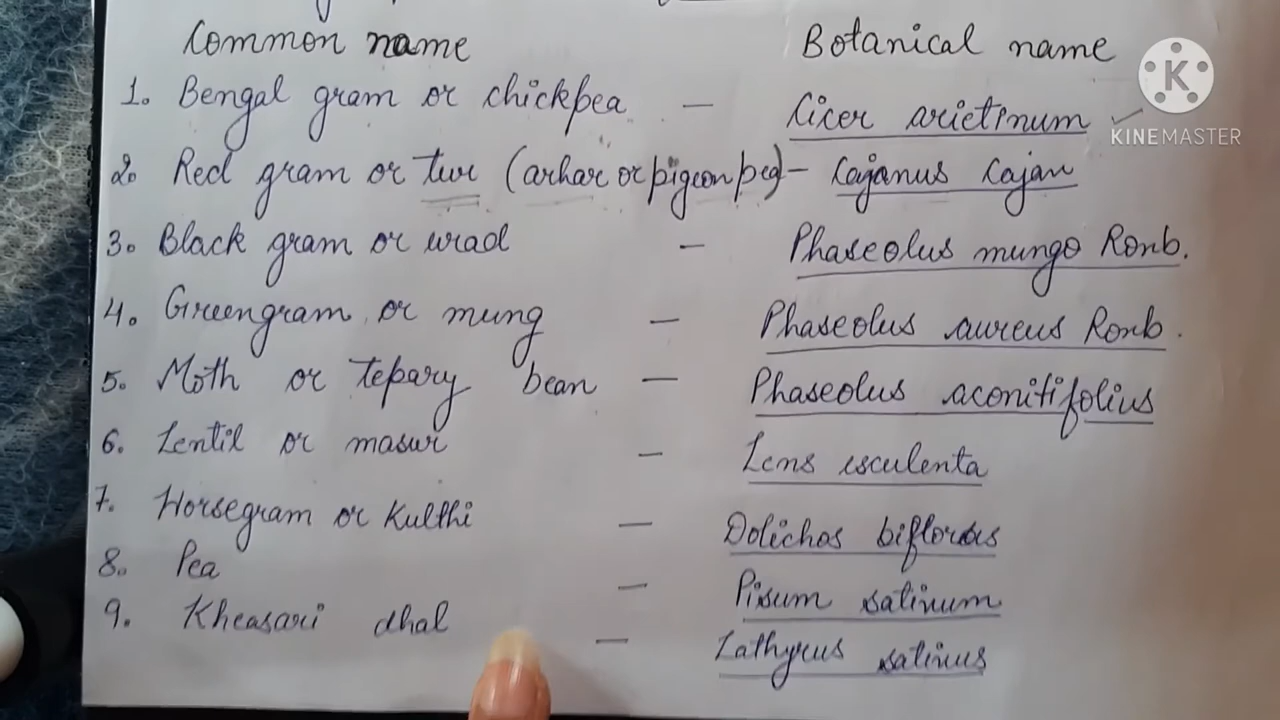 Common name Botanical name
1. Bengal gram or chickpea — Cicer arietinum
2. Red gram or tur (arhar or pigeon pea) – Cajanus Cajan
3. Black gram or urad — Phaseolus mungo Roxb.
4. Greengram or mung — Phaseolus aureus Roxb.
5. Moth or tepary bean — Phaseolus aconitifolius
6. Lentil or masur — Lens esculenta
7. Horsegram or Kulthi — Dolichos biflorus
8. Pea — Pisum sativum
9. Kheasari dhal — Lathyrus sativus
K
KINEMASTER